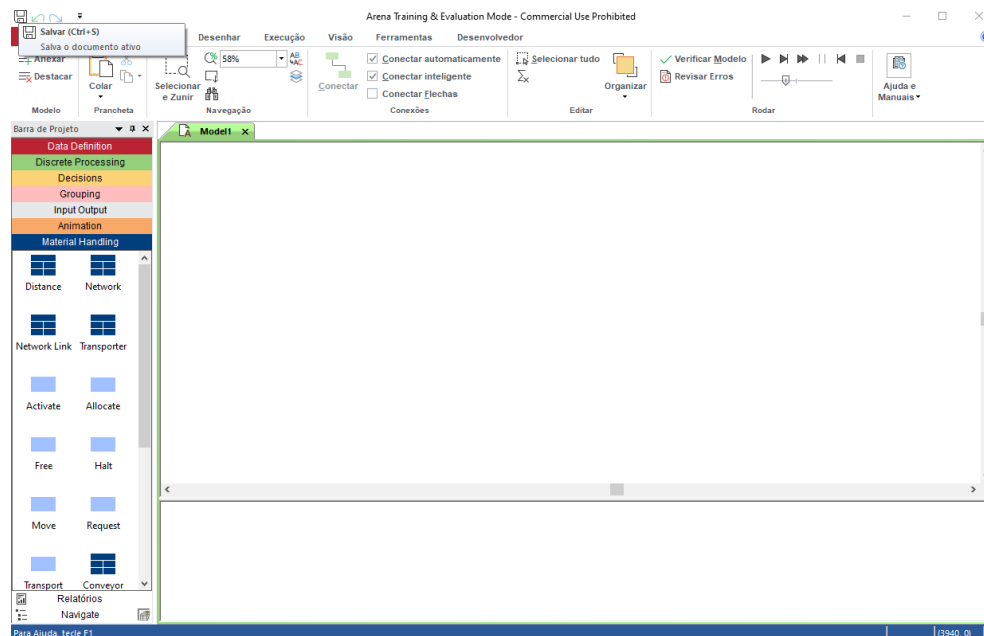 Arena Training & Evaluation Mode - Commercial Use Prohibited
Salvar (Ctrl+S)
Salva o documento ativo
Desenhar Execução Visão Ferramentas Desenvolvedor
Anexar
Destacar
Modelo
Colar
Prancheta
Selecionar e Zunir
58%
Navegação
Conectar
Conectar automaticamente
Conectar inteligente
Conectar Flechas
Conexões
Selecionar tudo
Organizar
Editar
Verificar Modelo
Revisar Erros
Rodar
Ajuda e
Manuais
Barra de Projeto
Model1
Data Definition
Discrete Processing
Decisions
Grouping
Input Output
Animation
Material Handling
Distance Network
Network Link Transporter
Activate Allocate
Free Halt
Move Request
Transport Conveyor
Relatórios
Navigate
Para Ajuda, tecle F1
(3940, 0)